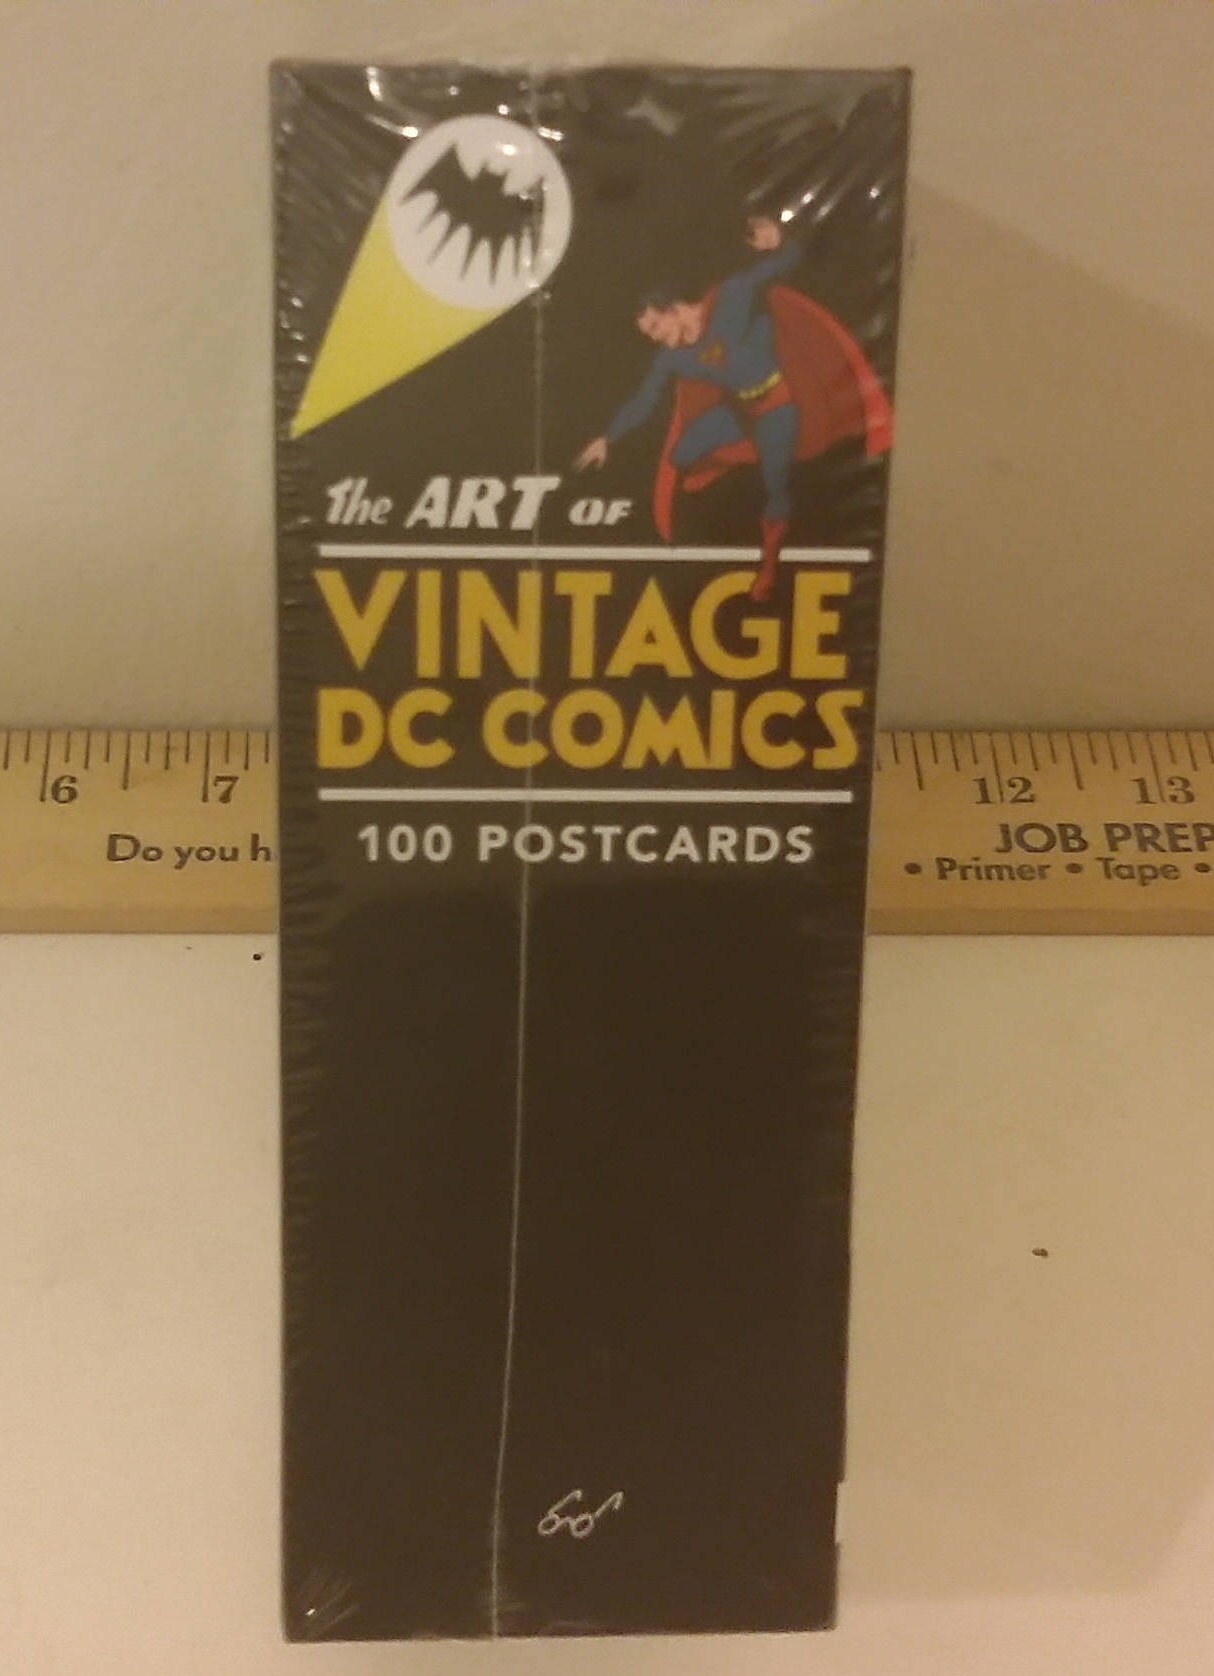 The ART OF
VINTAGE
DC COMICS
100 POSTCARDS
6 7 12 13
Do you h
JOB PREP
• Primer • Tape •